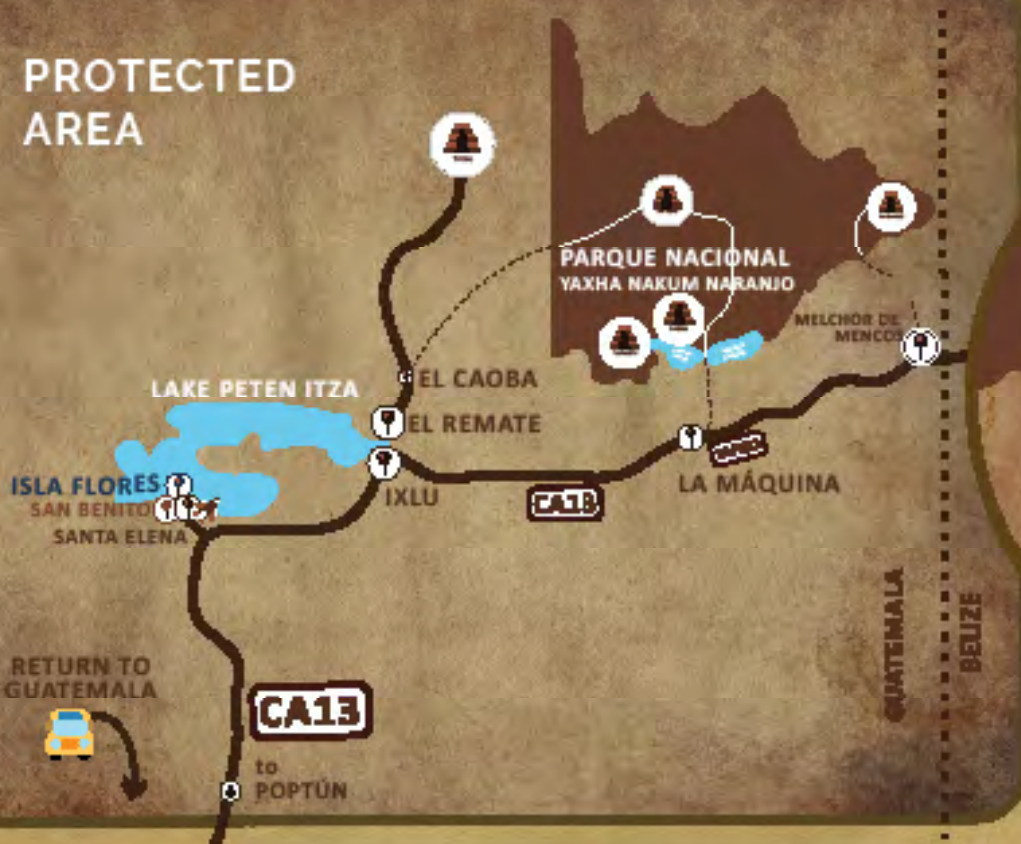 PROTECTED
AREA
PARQUE NACIONAL
YAXHA NAKUM NARANJO
MELCHOR DE
MENCOS
EL CAOBA
LAKE PETEN ITZA
EL REMATE
ISLA FLORES
SAN BENITO
SANTA ELENA
IXLU
CA13
LA MÁQUINA
GUATEMALA
BELIZE
RETURN TO
GUATEMALA
CA13
to
POPTÚN